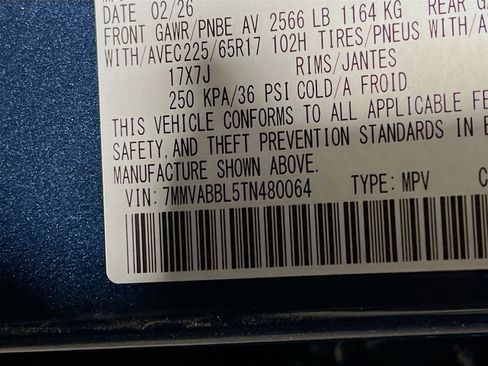 DATE 02/26
FRONT GAWR/PNBE AV 2566 LB 1164 KG REAR
WITH/AVEC225/65R17 102H TIRES/PNEUS WITH/
17X7J RIMS/JANTES
250 KPA/36 PSI COLD/A FROID
THIS VEHICLE CONFORMS TO ALL APPLICABLE
SAFETY,AND THEFT PREVENTION STANDARDS IN
MANUFACTURE SHOWN ABOVE.
VIN: 7MMVABBL5TN480064 TYPE: MPV